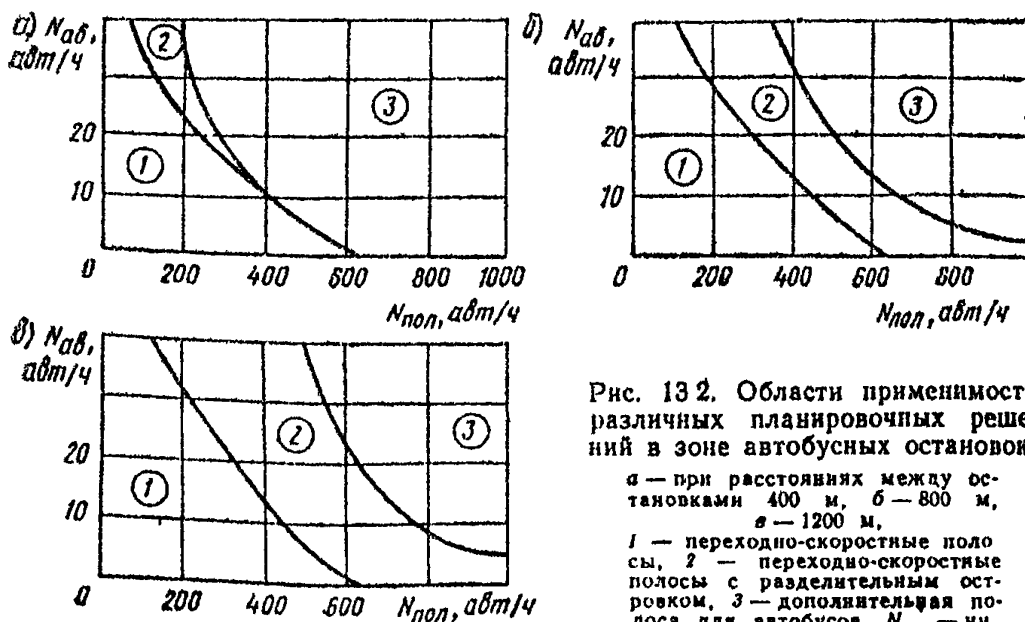 а) Nаб,
авт/ч
20
10
0
200
400
600
800
1000
Nпол, авт/ч
1
2
3
б) Nаб,
авт/ч
20
10
0
200
400
600
800
Nпол, авт/ч
1
2
3
в) Nаб,
авт/ч
20
10
0
200
400
600
Nпол, авт/ч
1
2
3
Рис. 13 2. Области применимост
различных планировочных реше
ний в зоне автобусных остановок
а — при расстояниях между ос-
тановками 400 м, б — 800 м,
в — 1200 м,
1 — переходно-скоростные поло
сы, 2 — переходно-скоростные
полосы с разделительным ост-
ровком, 3 — дополнительная по-